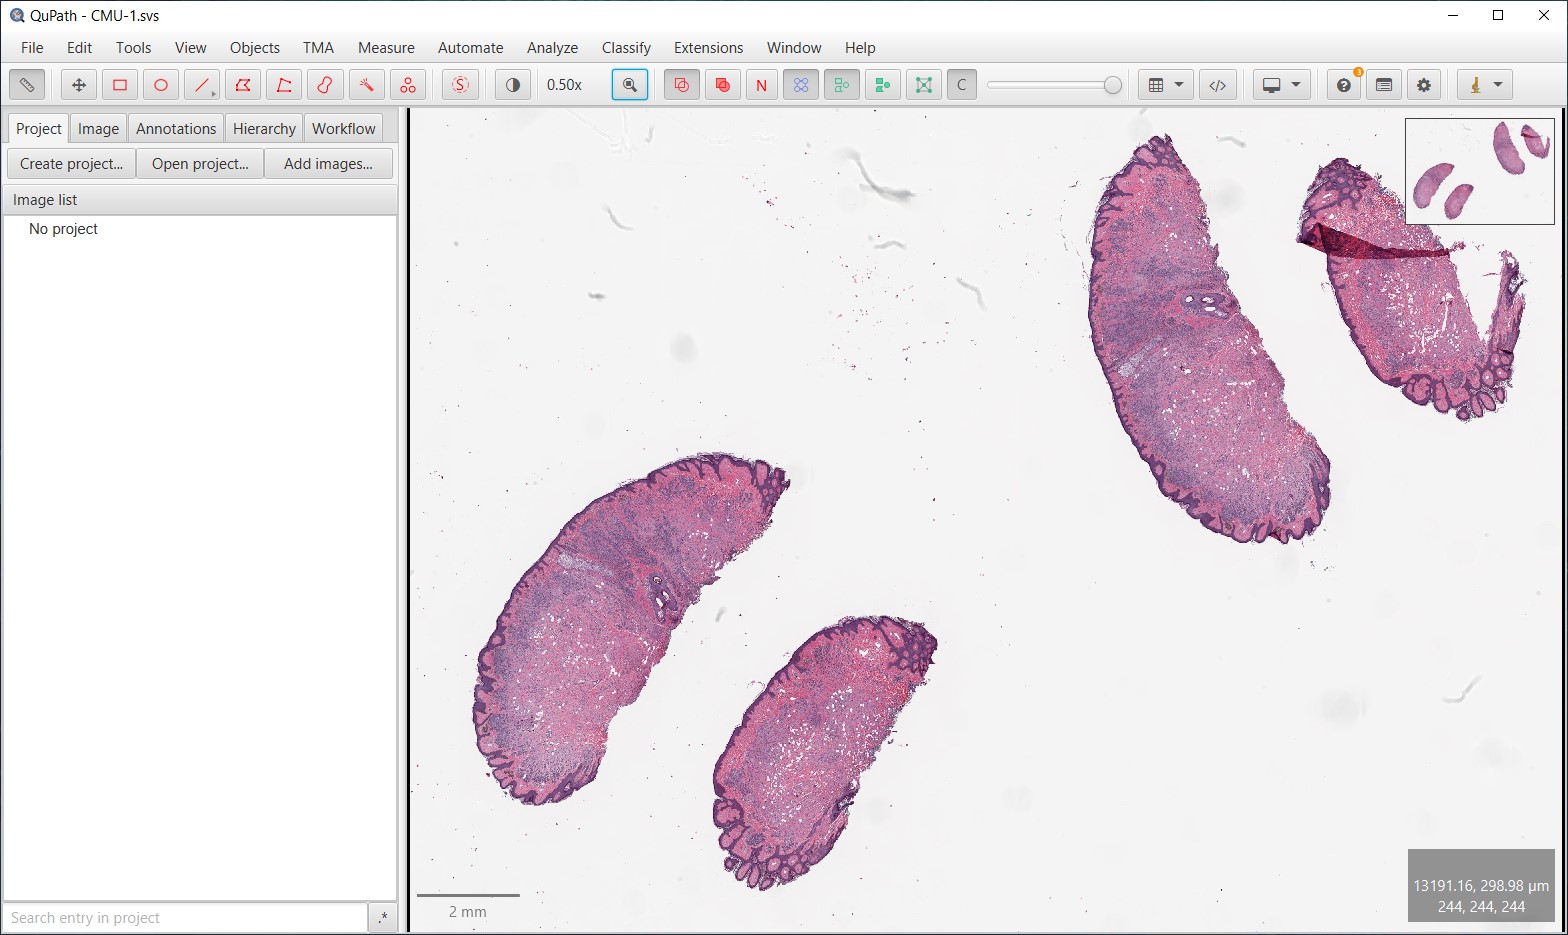 QuPath - CMU-1.svs
File Edit Tools View Objects TMA Measure Automate Analyze Classify Extensions Window Help
S 0.50x N C ? 3
Project Image Annotations Hierarchy Workflow
Create project... Open project... Add images...
Image list
No project
2 mm
13191.16, 298.98 µm
244, 244, 244
Search entry in project .*